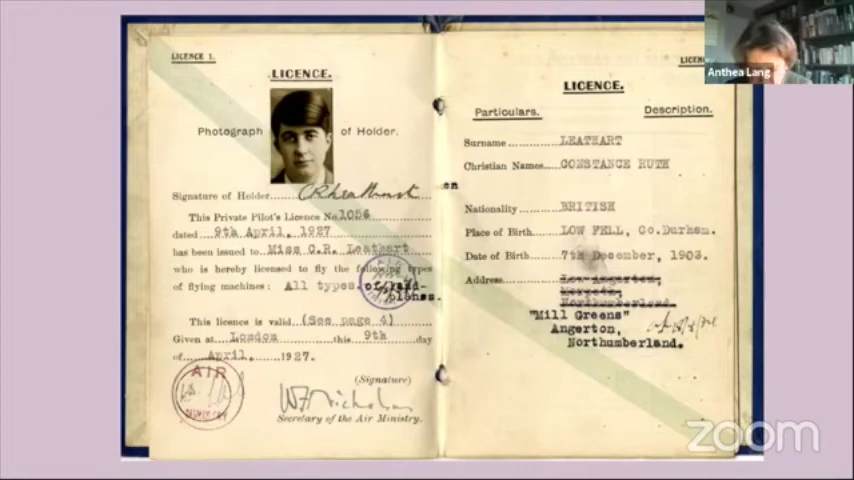 LICENCE 1.
LICENCE.
Photograph of Holder.
Signature of Holder
This Private Pilot's Licence No. 1056
dated 9th April, 1927
has been issued to Miss C.R. Leathart
who is hereby licensed to fly the following types
of flying machines: All types of land-
planes.
This licence is valid (See page 4)
Given at London this 9th day
of April, 1927.
(Signature)
Secretary of the Air Ministry.
AIR
LICENCE.
Particulars. Description.
Surname LEATHART
Christian Names CONSTANCE RUTH
Nationality BRITISH
Place of Birth LOW FELL, Co.Durham.
Date of Birth 7th December, 1903.
Address Low Angerton,
Morpeth,
Northumberland.
"Mill Greens"
Angerton,
Northumberland.
Anthea Lang
zoom